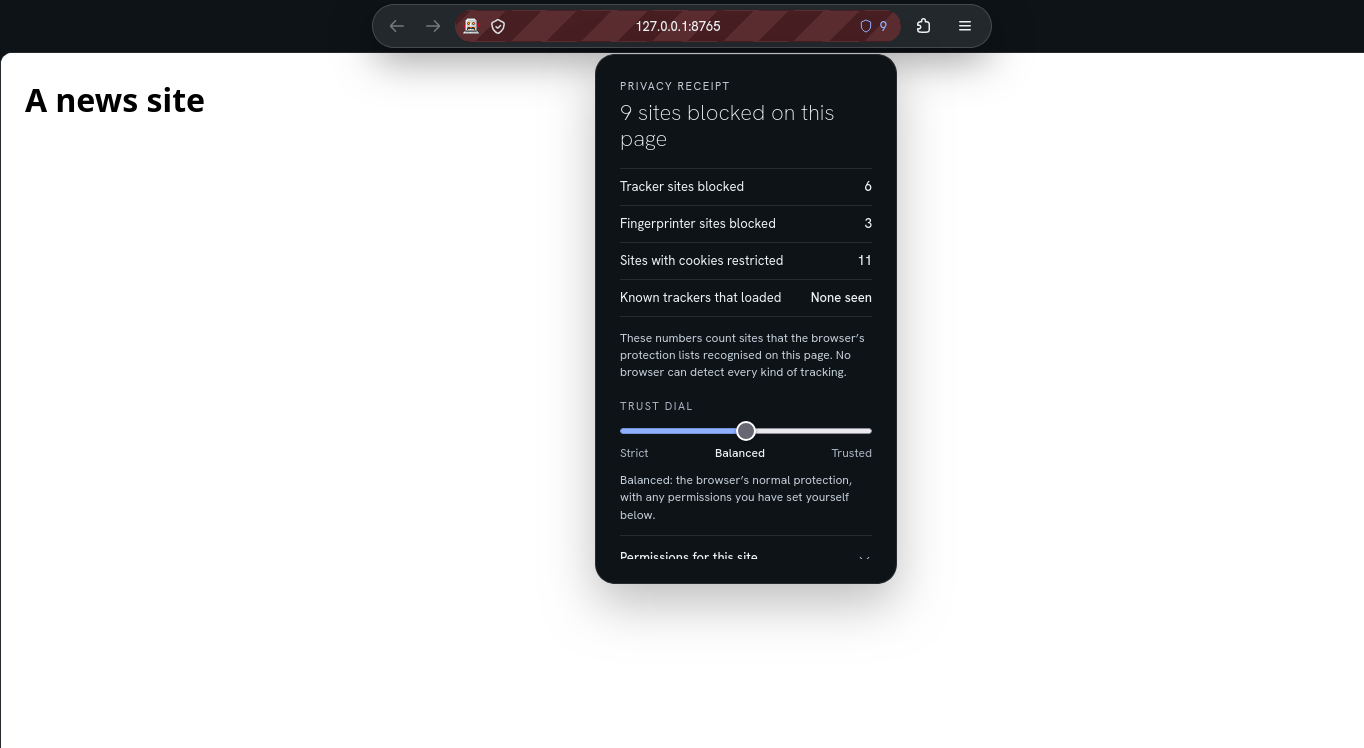 127.0.0.1:8765
9
A news site
PRIVACY RECEIPT
9 sites blocked on this
page
Tracker sites blocked 6
Fingerprinter sites blocked 3
Sites with cookies restricted 11
Known trackers that loaded None seen
These numbers count sites that the browser’s
protection lists recognised on this page. No
browser can detect every kind of tracking.
TRUST DIAL
Strict Balanced Trusted
Balanced: the browser’s normal protection,
with any permissions you have set yourself
below.
Permissions for this site